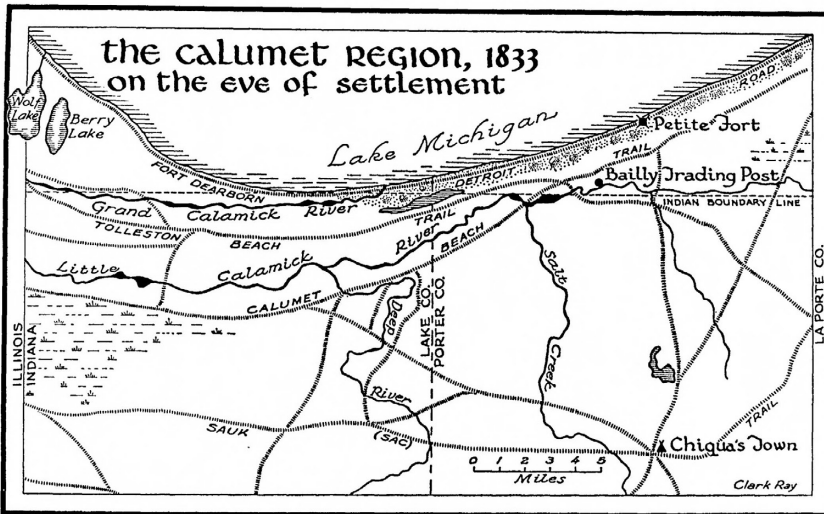 the CALUMET REGION, 1833
on the eve of settlement
Wolf
Lake
Berry
Lake
Lake Michigan
ROAD
Petite Fort
FORT DEARBORN
DETROIT
TRAIL
Bailly Trading Post
Grand
Calamick
River
INDIAN BOUNDARY LINE
TOLLESTON
BEACH
TRAIL
River
BEACH
Little
Calamick
CALUMET
Salt
Creek
Deep
River
LAKE CO.
PORTER CO.
LA PORTE CO.
ILLINOIS
INDIANA
SAUK
(SAC)
TRAIL
Chiqua's Town
0 1 2 3 4 5
Miles
Clark Ray